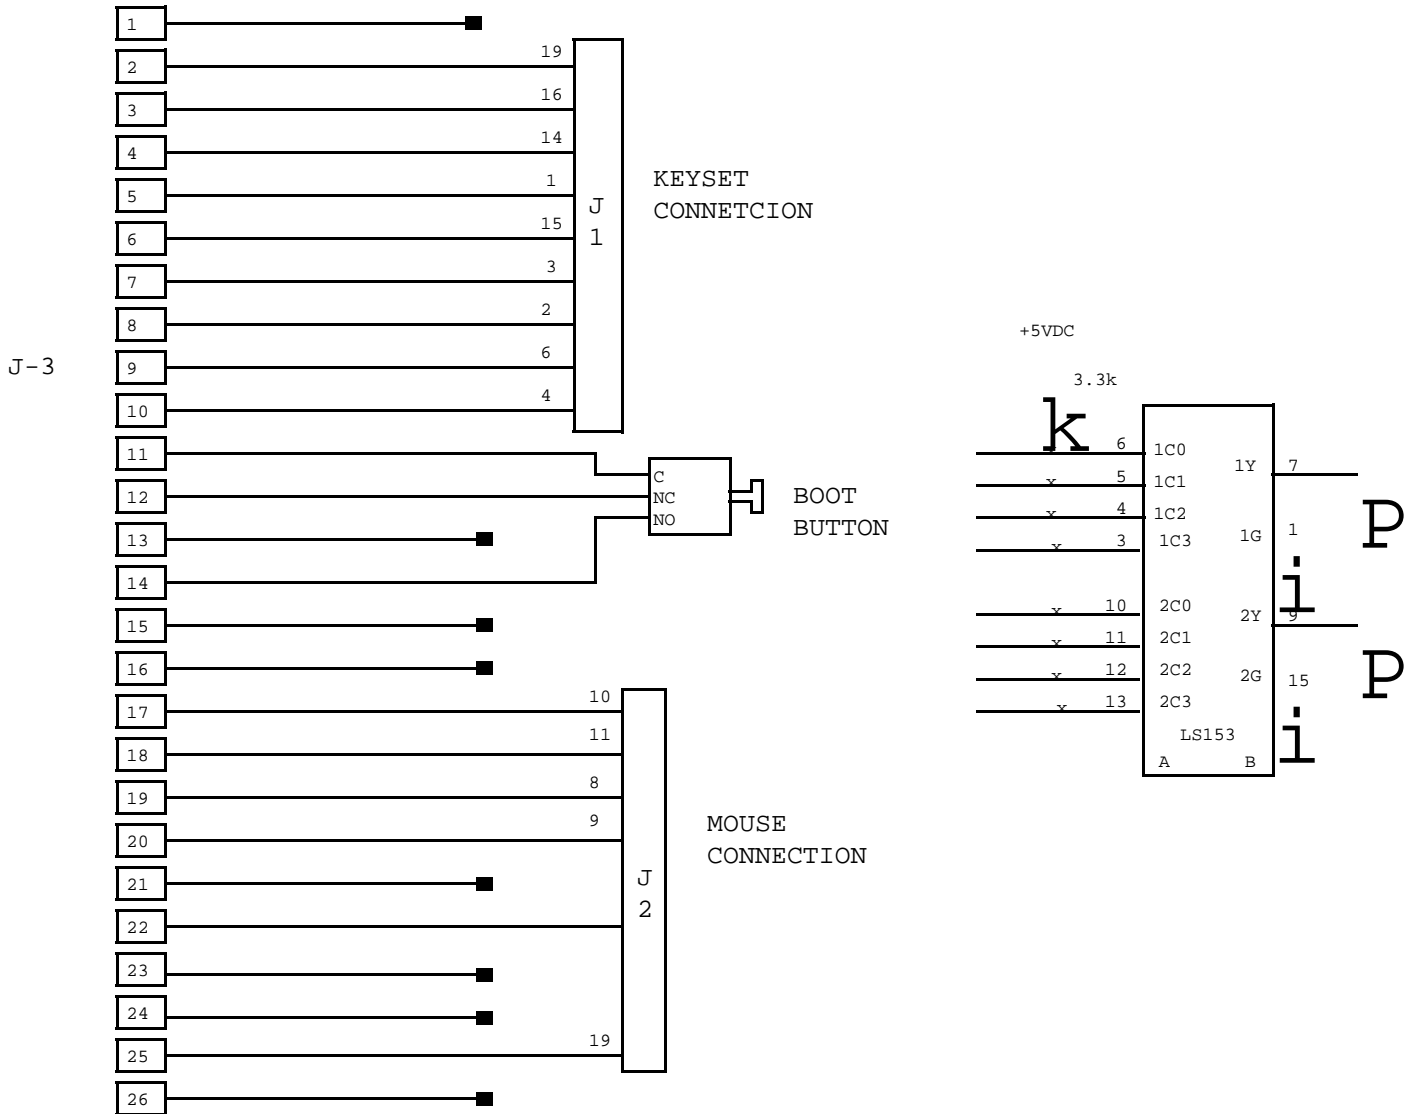 J-3
1
2
3
4
5
6
7
8
9
10
11
12
13
14
15
16
17
18
19
20
21
22
23
24
25
26
19
16
14
1
15
3
2
6
4
J
1
KEYSET
CONNETCION
C
NC
NO
BOOT
BUTTON
10
11
8
9
19
J
2
MOUSE
CONNECTION
+5VDC
3.3k
k
6 1C0
x 5 1C1
x 4 1C2
x 3 1C3
x 10 2C0
x 11 2C1
x 12 2C2
x 13 2C3
1Y 7
1G 1
P
i
2Y 9
2G 15
P
i
LS153
A B